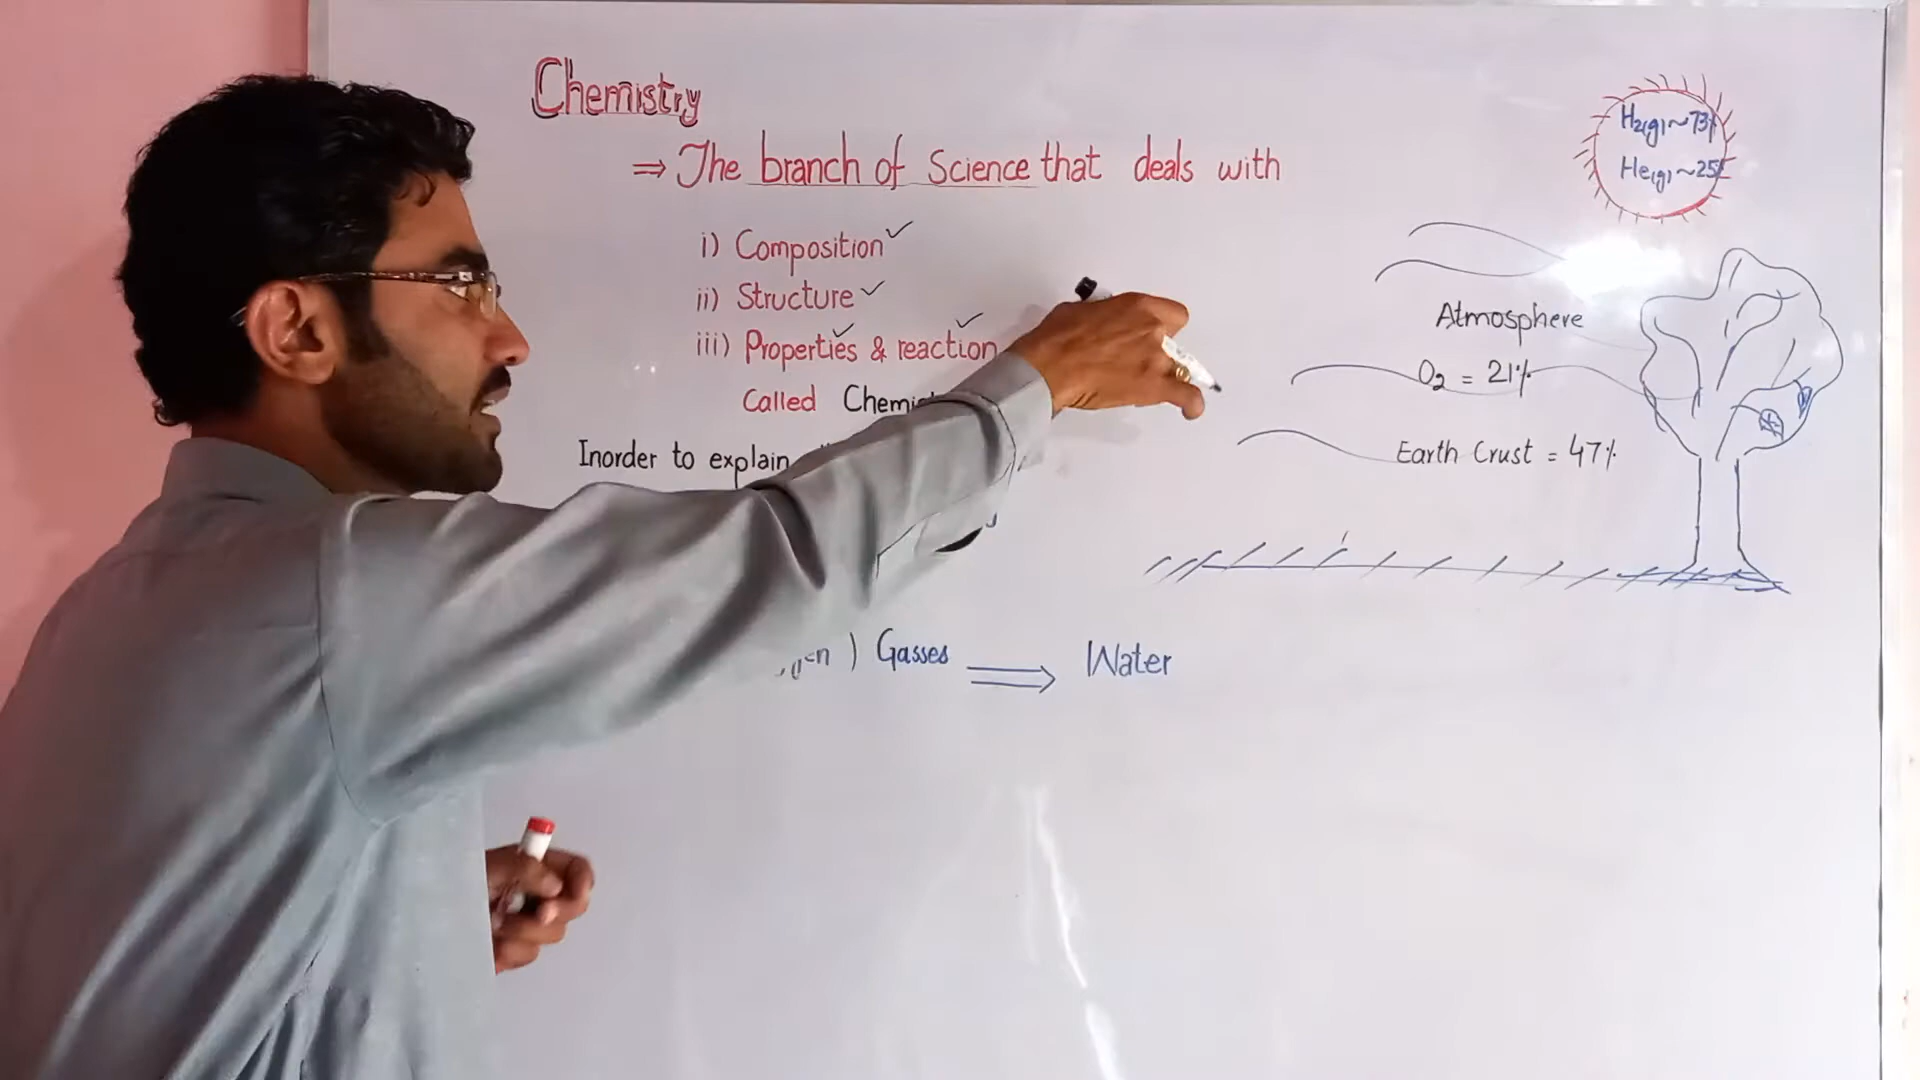 Chemistry
⇒ The branch of Science that deals with
i) Composition ✓
ii) Structure ✓
iii) Properties & reaction
Called
Inorder to explain
) Gasses ⟹ Water
H2(g) ~ 73%
He(g) ~ 25%
Atmosphere
O2 = 21%
Earth Crust = 47%